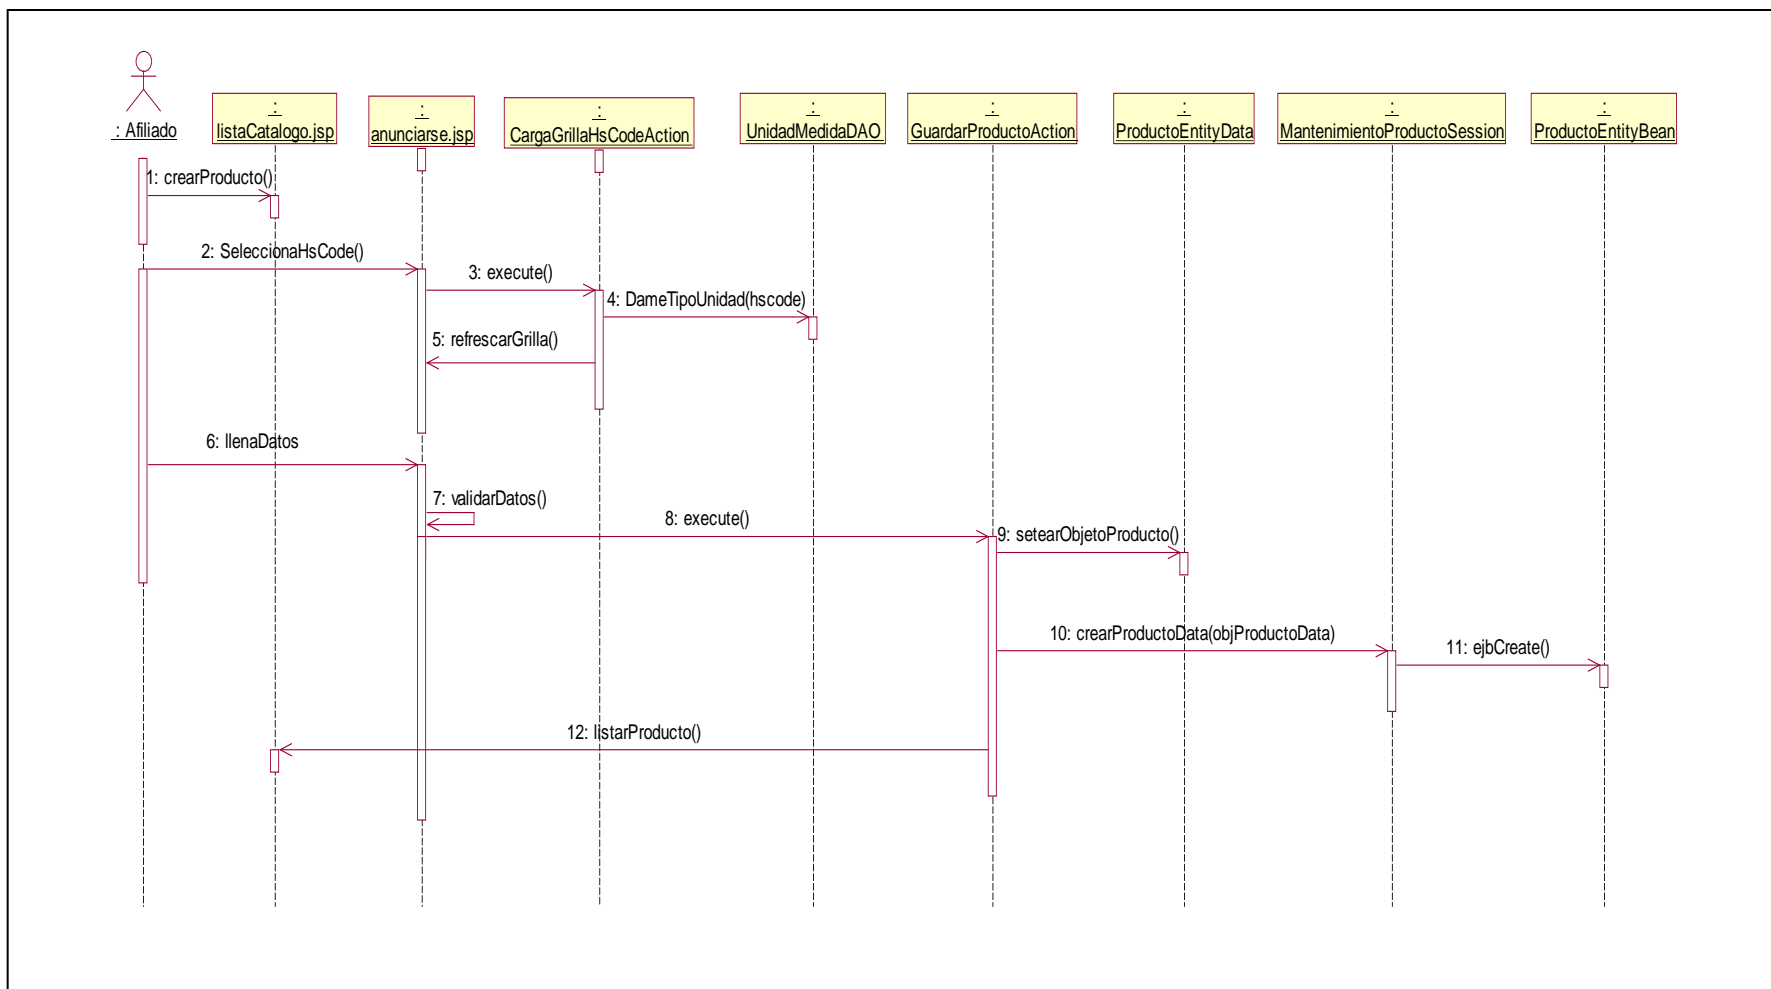 : Afiliado
:
listaCatalogo.jsp
:
anunciarse.jsp
:
CargaGrillaHsCodeAction
:
UnidadMedidaDAO
:
GuardarProductoAction
:
ProductoEntityData
:
MantenimientoProductoSession
:
ProductoEntityBean
1: crearProducto()
2: SeleccionaHsCode()
3: execute()
4: DameTipoUnidad(hscode)
5: refrescarGrilla()
6: llenaDatos
7: validarDatos()
8: execute()
9: setearObjetoProducto()
10: crearProductoData(objProductoData)
11: ejbCreate()
12: listarProducto()